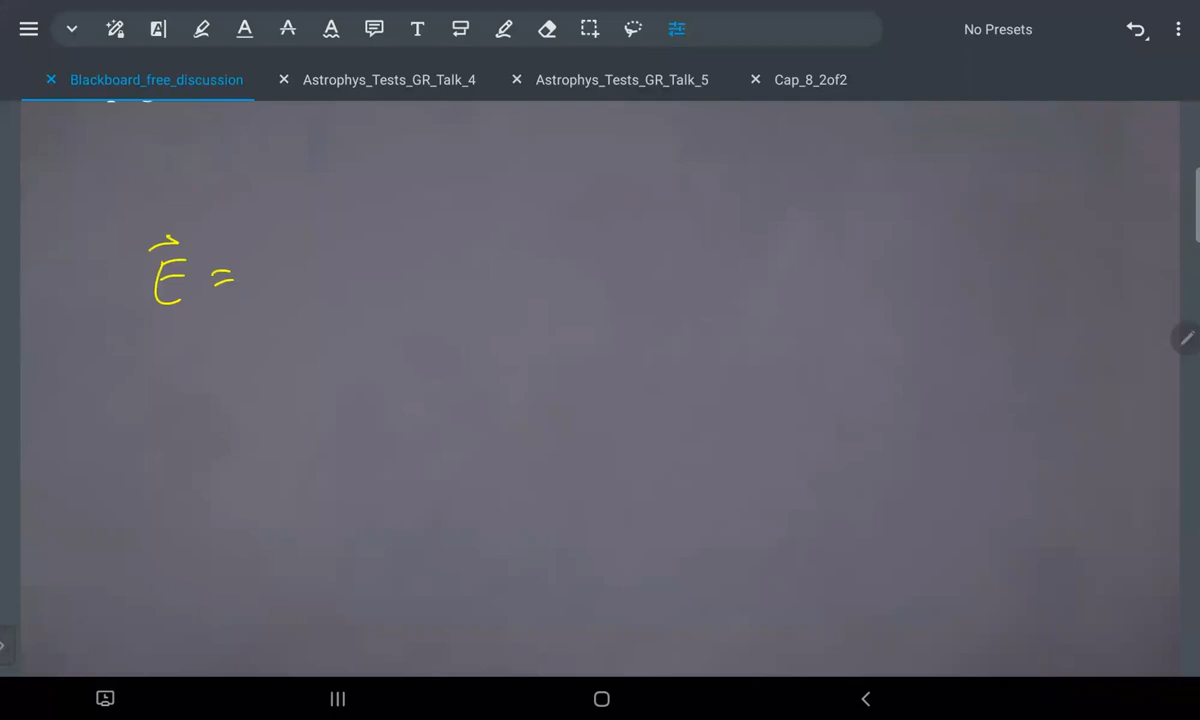 No Presets
Blackboard_free_discussion Astrophys_Tests_GR_Talk_4 Astrophys_Tests_GR_Talk_5 Cap_8_2of2
E⃗ =